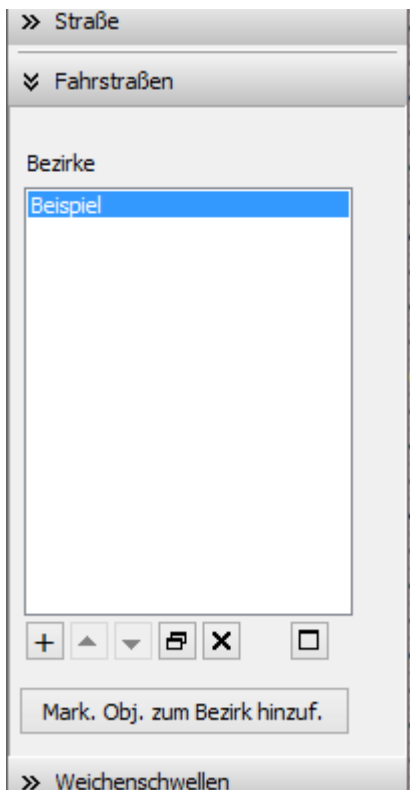 Straße
Fahrstraßen
Bezirke
Beispiel
Mark. Obj. zum Bezirk hinzuf.
Weichenschwellen